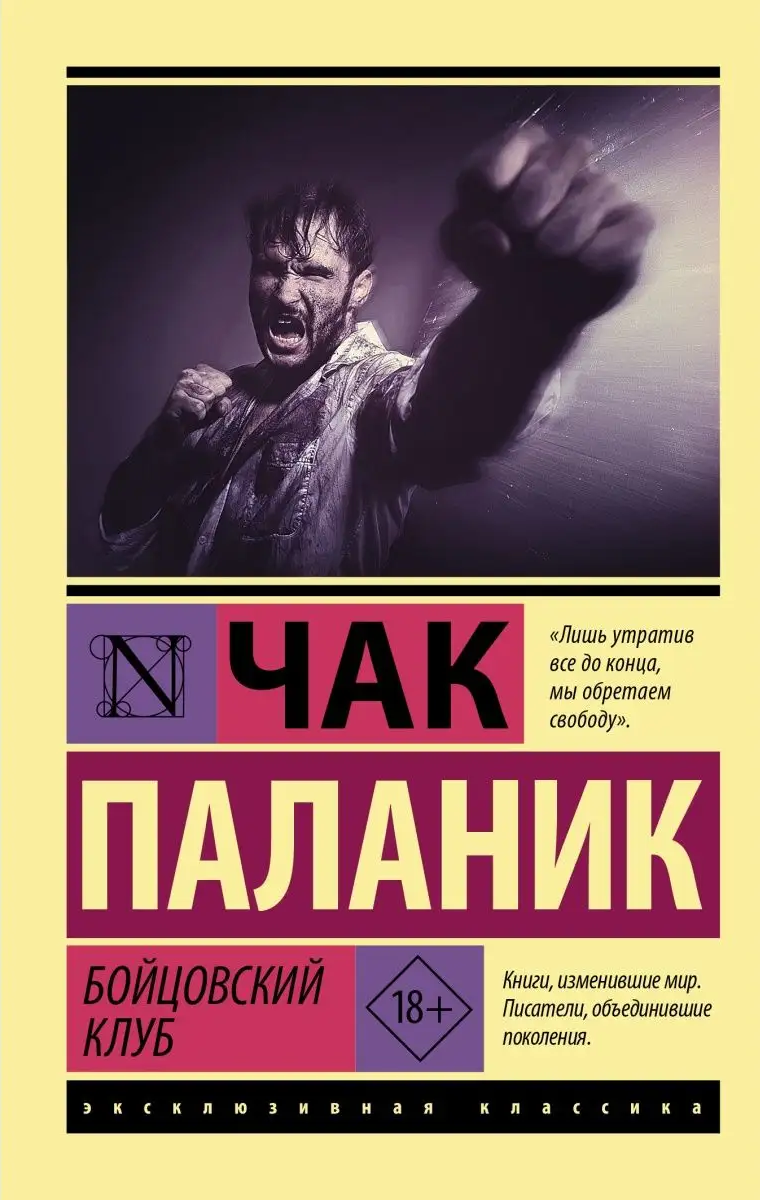 N
ЧАК
«Лишь утратив
все до конца,
мы обретаем
свободу».
ПАЛАНИК
БОЙЦОВСКИЙ
КЛУБ
18+
Книги, изменившие мир.
Писатели, объединившие
поколения.
эксклюзивная классика